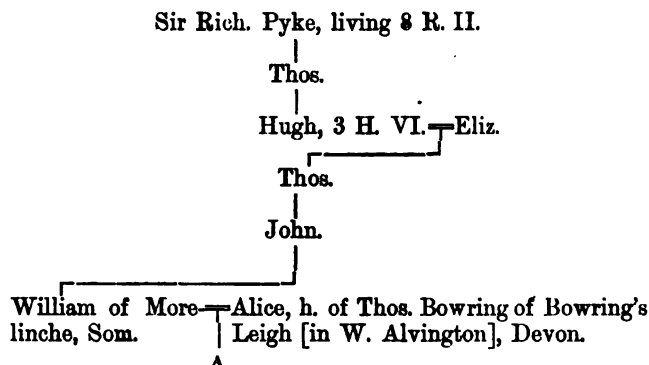 Sir Rich. Pyke, living 8 R. II.
Thos.
Hugh, 3 H. VI.=Eliz.
Thos.
John.
William of More=Alice, h. of Thos. Bowring of Bowring's
linche, Som. Leigh [in W. Alvington], Devon.
A